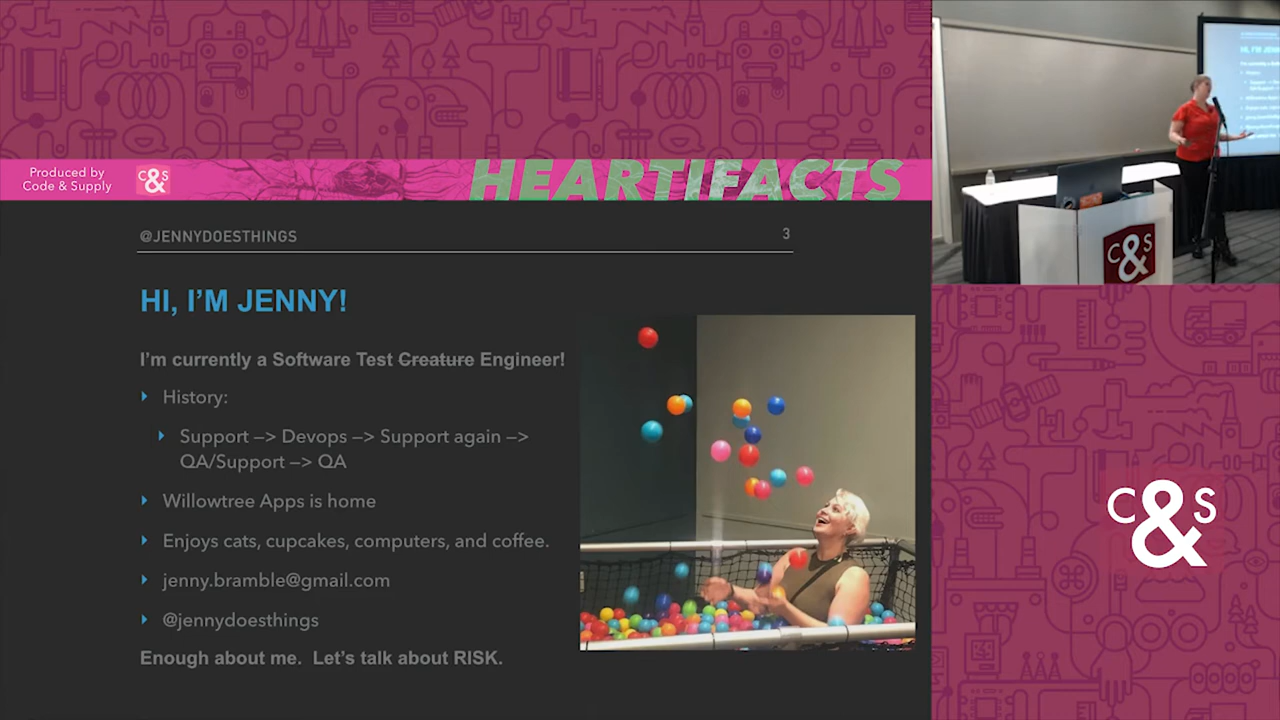 Produced by
Code & Supply
C&S
HEARTIFACTS
@JENNYDOESTHINGS
3
HI, I'M JENNY!
I'm currently a Software Test Creature Engineer!
History:
Support —> Devops —> Support again —>
QA/Support —> QA
Willowtree Apps is home
Enjoys cats, cupcakes, computers, and coffee.
jenny.bramble@gmail.com
@jennydoesthings
Enough about me. Let's talk about RISK.
HI, I'M JENN
C&S
C&S